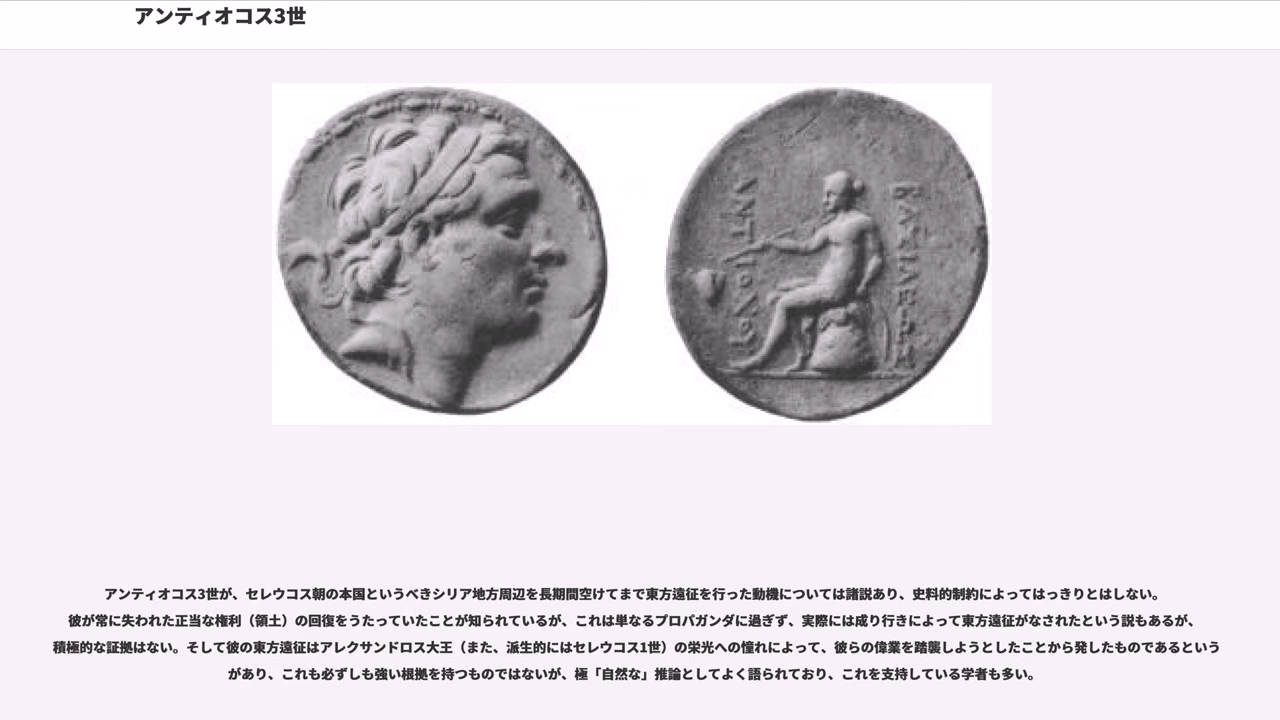 アンティオコス3世
ΑΝΤΙΟΧΟΥ
ΒΑΣΙΛΕΩΣ
アンティオコス3世が、セレウコス朝の本国というべきシリア地方周辺を長期間空けてまで東方遠征を行った動機については諸説あり、史料的制約によってはっきりとはしない。
彼が常に失われた正当な権利（領土）の回復をうたっていたことが知られているが、これは単なるプロパガンダに過ぎず、実際には成り行きによって東方遠征がなされたという説もあるが、
積極的な証拠はない。そして彼の東方遠征はアレクサンドロス大王（また、派生的にはセレウコス1世）の栄光への憧れによって、彼らの偉業を踏襲しようとしたことから発したものであるという
があり、これも必ずしも強い根拠を持つものではないが、極「自然な」推論としてよく語られており、これを支持している学者も多い。